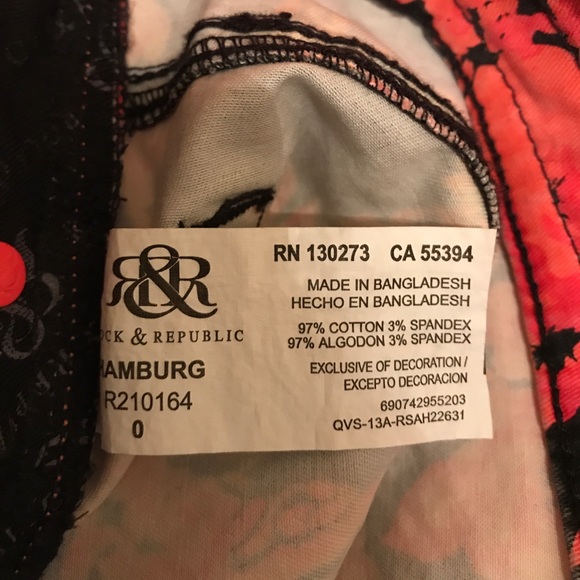 R&R
OCK & REPUBLIC
HAMBURG
R210164
0
RN 130273 CA 55394
MADE IN BANGLADESH
HECHO EN BANGLADESH
97% COTTON 3% SPANDEX
97% ALGODON 3% SPANDEX
EXCLUSIVE OF DECORATION/
EXCEPTO DECORACION
690742955203
QVS-13A-RSAH22631